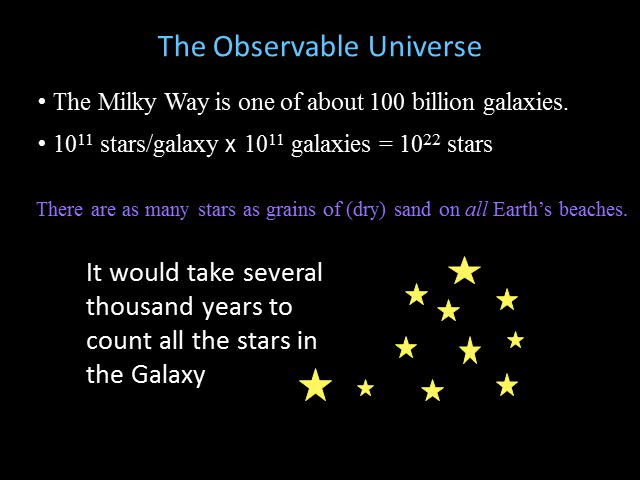 The Observable Universe
• The Milky Way is one of about 100 billion galaxies.
• 10¹¹ stars/galaxy x 10¹¹ galaxies = 10²² stars
There are as many stars as grains of (dry) sand on all Earth's beaches.
It would take several
thousand years to
count all the stars in
the Galaxy